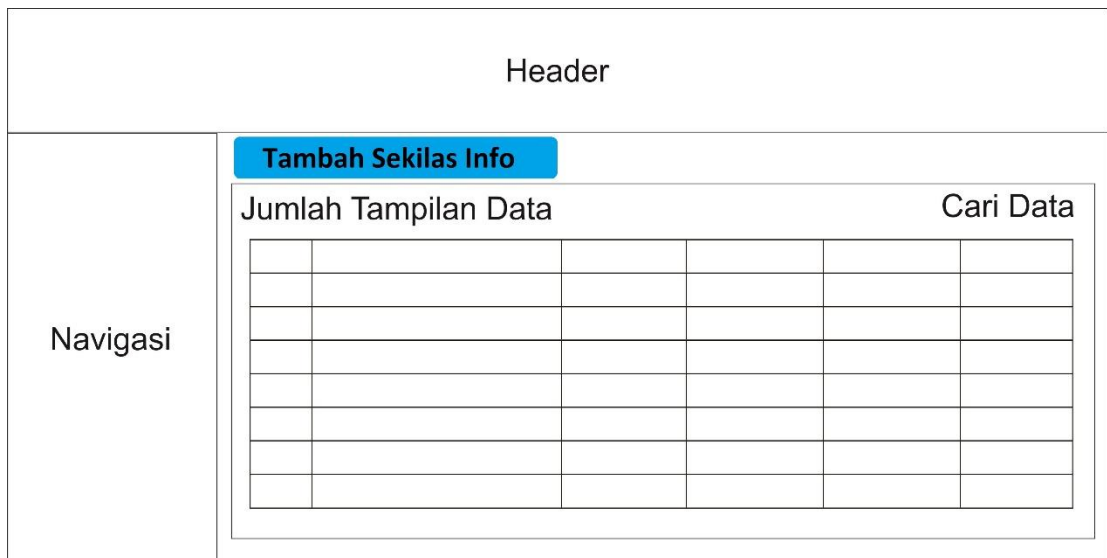 Header
Tambah Sekilas Info
Jumlah Tampilan Data
Cari Data
Navigasi